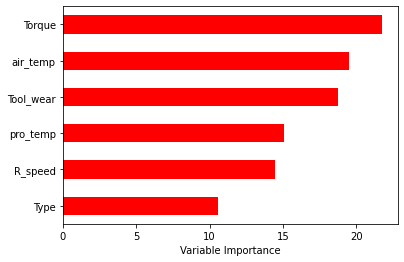 Torque
air_temp
Tool_wear
pro_temp
R_speed
Type
0 5 10 15 20
Variable Importance